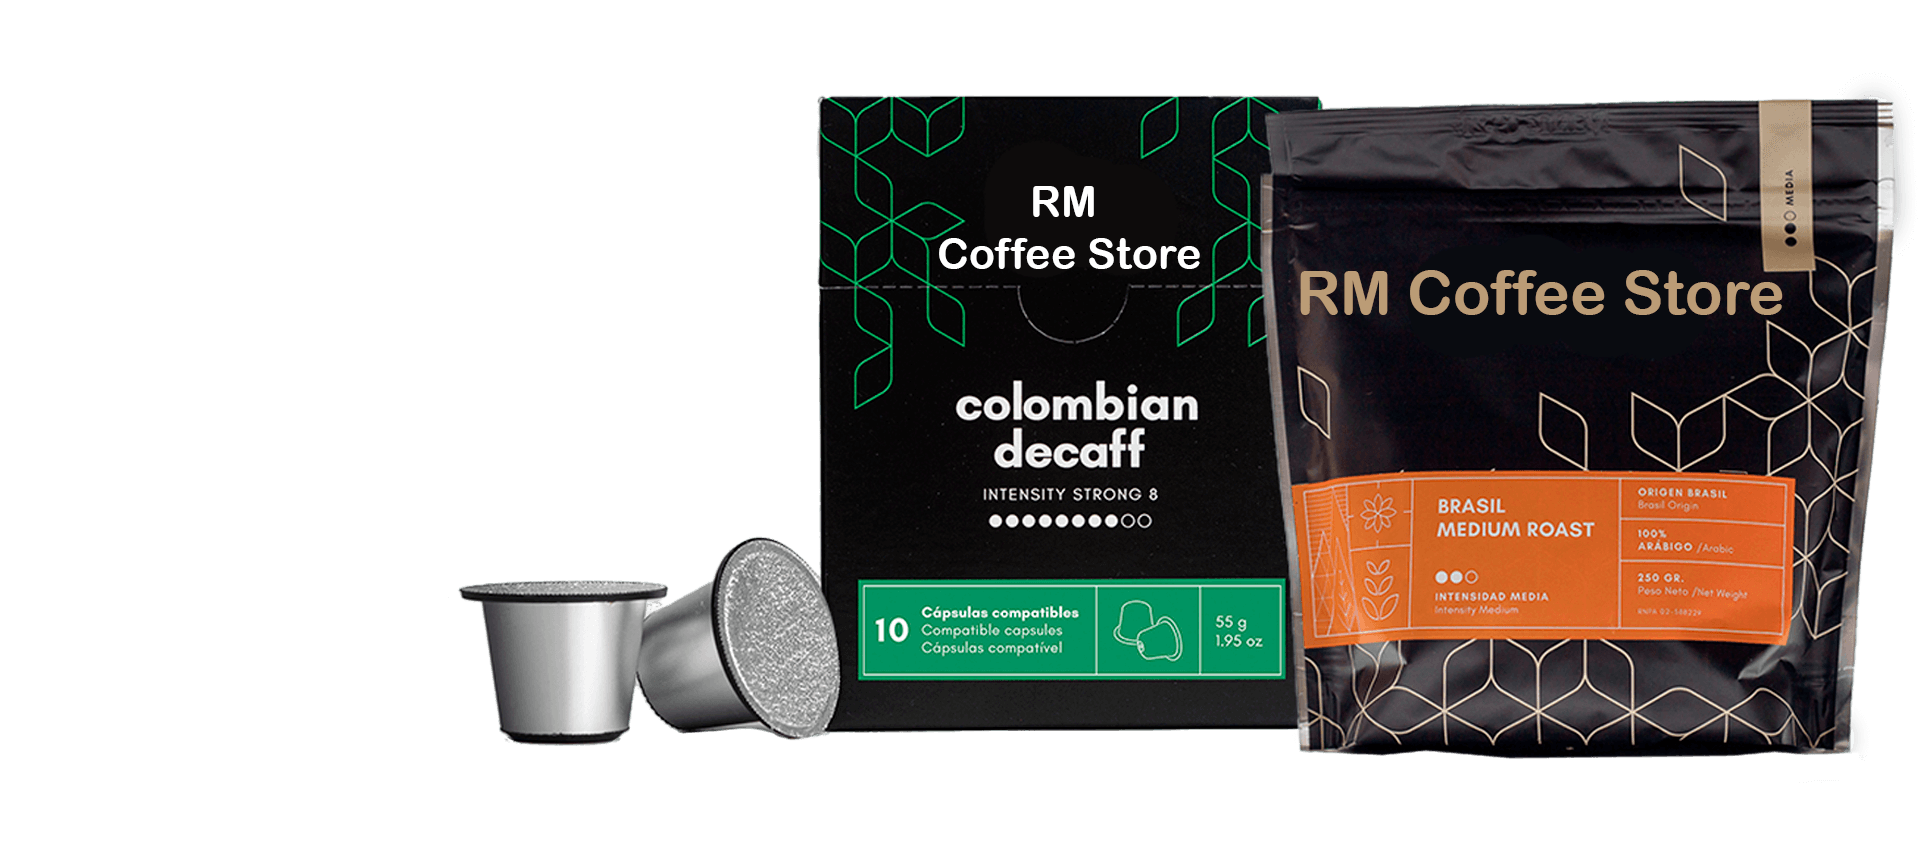 RM
Coffee Store
colombian
decaff
INTENSITY STRONG 8
10
Cápsulas compatibles
Compatible capsules
Cápsulas compatível
55 g
1.95 oz
MEDIA
RM Coffee Store
BRASIL
MEDIUM ROAST
INTENSIDAD MEDIA
Intensity Medium
ORIGEN BRASIL
Brasil Origin
100%
ARÁBIGO /Arabic
250 GR.
Peso Neto /Net Weight